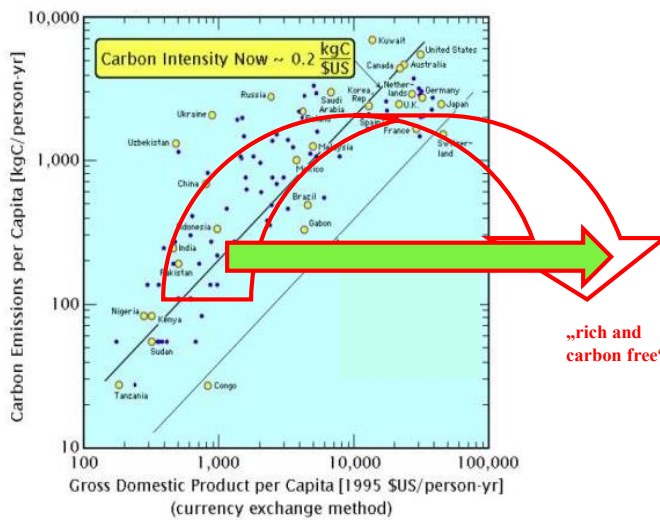 10,000
1,000
100
10
Carbon Emissions per Capita [kgC/person-yr]
Carbon Intensity Now ~ 0.2 kgC
$US
Kuwait
United States
Canada
Australia
Russia
Saudi
Arabia
Korea
Rep.
Nether-
lands
Germany
Ukraine
U.K.
Japan
Spain
France
Switzer-
land
Uzbekistan
Malaysia
Mexico
China
Brazil
Indonesia
Gabon
India
Pakistan
Nigeria
Kenya
Sudan
Tanzania
Congo
„rich and
carbon free“
100
1,000
10,000
100,000
Gross Domestic Product per Capita [1995 $US/person-yr]
(currency exchange method)